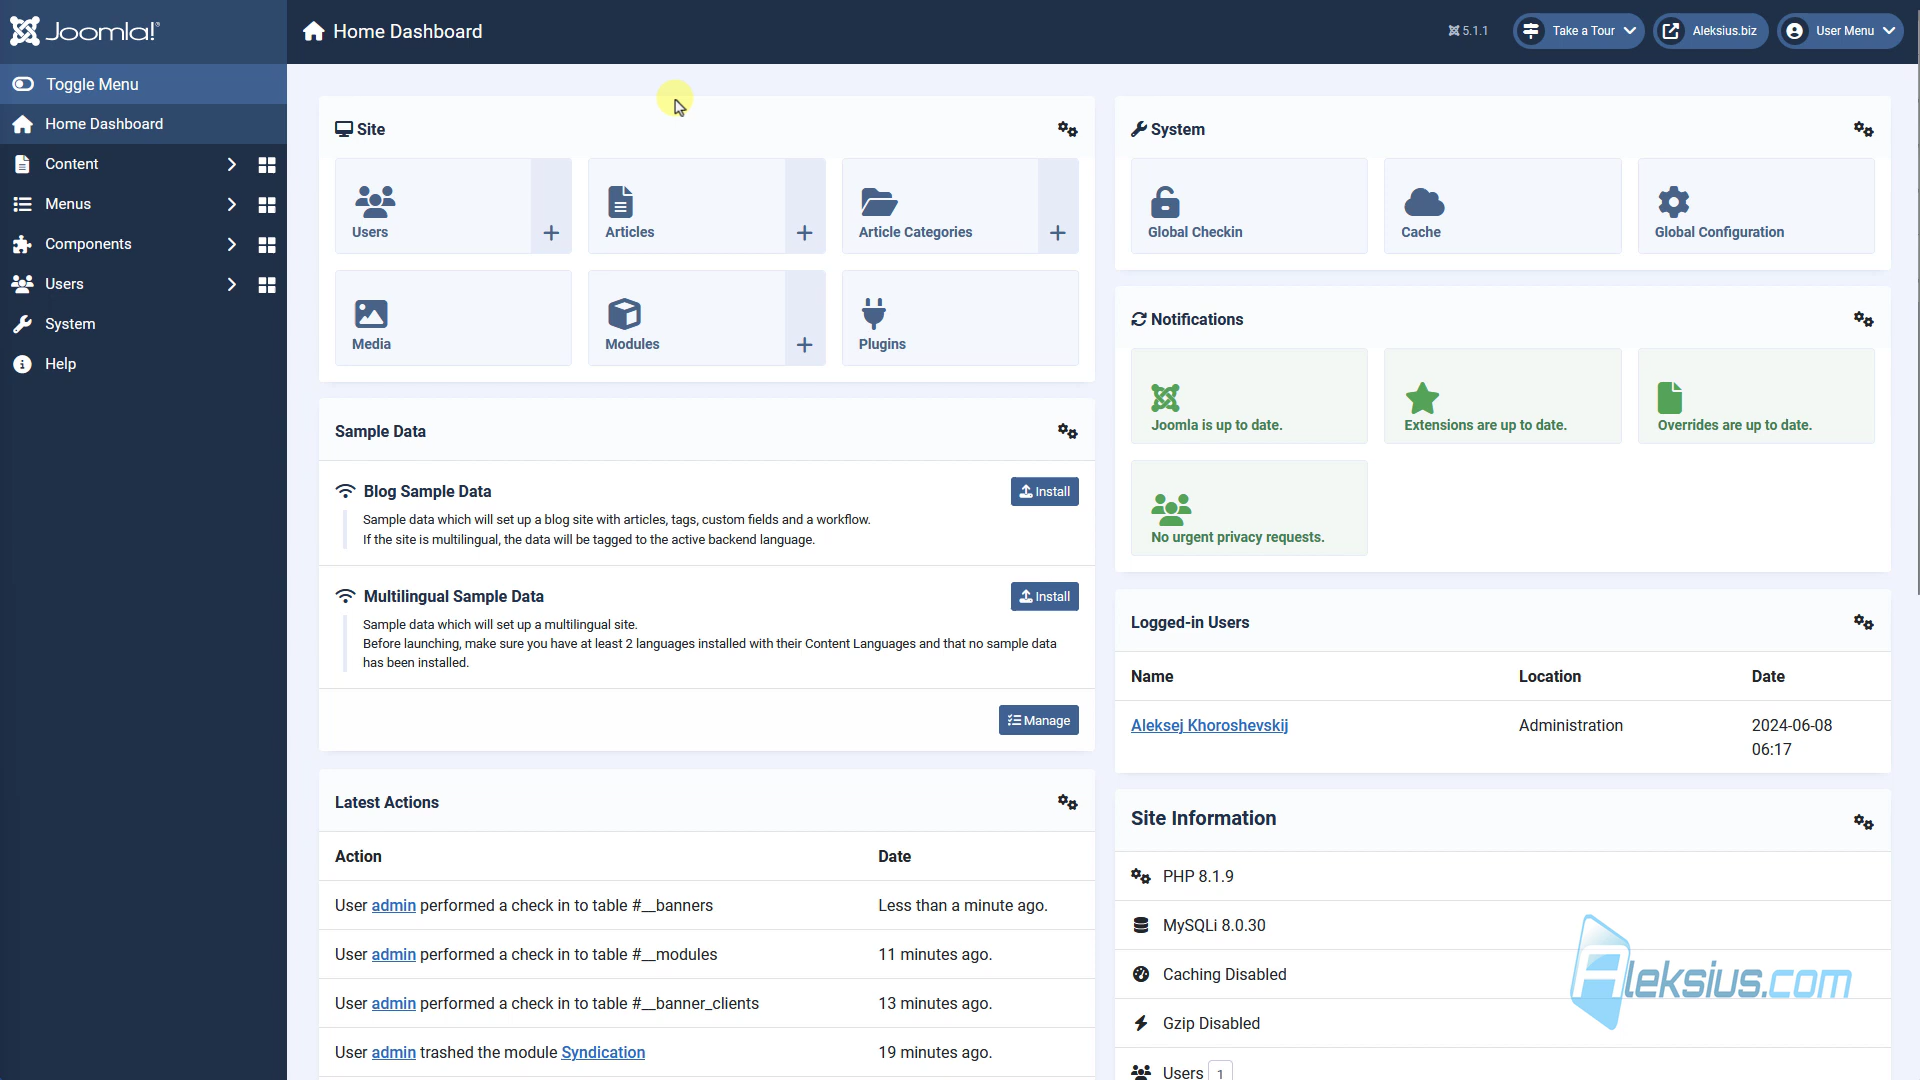 Joomla!®
Home Dashboard
5.1.1
Take a Tour
Aleksius.biz
User Menu
Toggle Menu
Home Dashboard
Content
Menus
Components
Users
System
Help
Site
Users
+
Articles
+
Article Categories
+
Media
Modules
+
Plugins
Sample Data
Blog Sample Data
Install
Sample data which will set up a blog site with articles, tags, custom fields and a workflow.
If the site is multilingual, the data will be tagged to the active backend language.
Multilingual Sample Data
Install
Sample data which will set up a multilingual site.
Before launching, make sure you have at least 2 languages installed with their Content Languages and that no sample data
has been installed.
Manage
Latest Actions
Action Date
User admin performed a check in to table #__banners Less than a minute ago.
User admin performed a check in to table #__modules 11 minutes ago.
User admin performed a check in to table #__banner_clients 13 minutes ago.
User admin trashed the module Syndication 19 minutes ago.
System
Global Checkin
Cache
Global Configuration
Notifications
Joomla is up to date.
Extensions are up to date.
Overrides are up to date.
No urgent privacy requests.
Logged-in Users
Name Location Date
Aleksej Khoroshevskij Administration 2024-06-08
06:17
Site Information
PHP 8.1.9
MySQLi 8.0.30
Caching Disabled
Gzip Disabled
Users 1
Aleksius.com